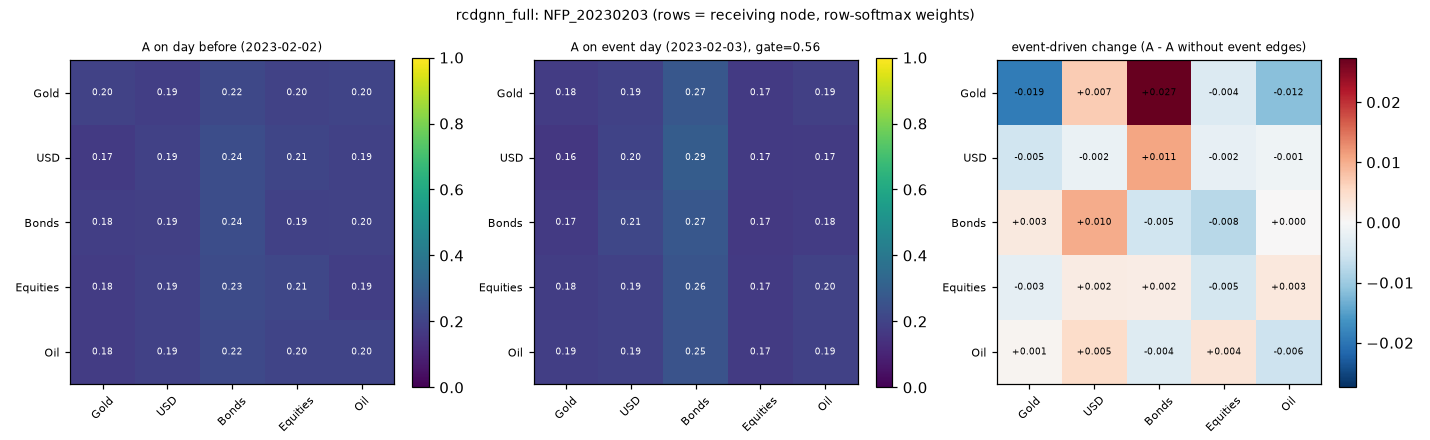 rcdgnn_full: NFP_20230203 (rows = receiving node, row-softmax weights)
A on day before (2023-02-02)
Gold 0.20 0.19 0.22 0.20 0.20
USD 0.17 0.19 0.24 0.21 0.19
Bonds 0.18 0.19 0.24 0.19 0.20
Equities 0.18 0.19 0.23 0.21 0.19
Oil 0.18 0.19 0.22 0.20 0.20
Gold USD Bonds Equities Oil
1.0
0.8
0.6
0.4
0.2
0.0
A on event day (2023-02-03), gate=0.56
Gold 0.18 0.19 0.27 0.17 0.19
USD 0.16 0.20 0.29 0.17 0.17
Bonds 0.17 0.21 0.27 0.17 0.18
Equities 0.18 0.19 0.26 0.17 0.20
Oil 0.19 0.19 0.25 0.17 0.19
Gold USD Bonds Equities Oil
1.0
0.8
0.6
0.4
0.2
0.0
event-driven change (A - A without event edges)
Gold -0.019 +0.007 +0.027 -0.004 -0.012
USD -0.005 -0.002 +0.011 -0.002 -0.001
Bonds +0.003 +0.010 -0.005 -0.008 +0.000
Equities -0.003 +0.002 +0.002 -0.005 +0.003
Oil +0.001 +0.005 -0.004 +0.004 -0.006
Gold USD Bonds Equities Oil
0.02
0.01
0.00
−0.01
−0.02